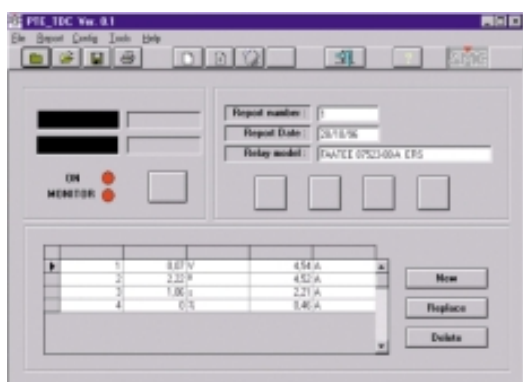 PTE_TDC Ver. 0.1
File Report Config Tools Help
smc
Report number :
1
Report Date :
28/10/96
Relay model :
ON
MONITOR
1 0,07 V 4,54 A
2 2,22 º 4,52 A
3 1,06 s 2,21 A
4 0 % 0,46 A
New
Replace
Delete